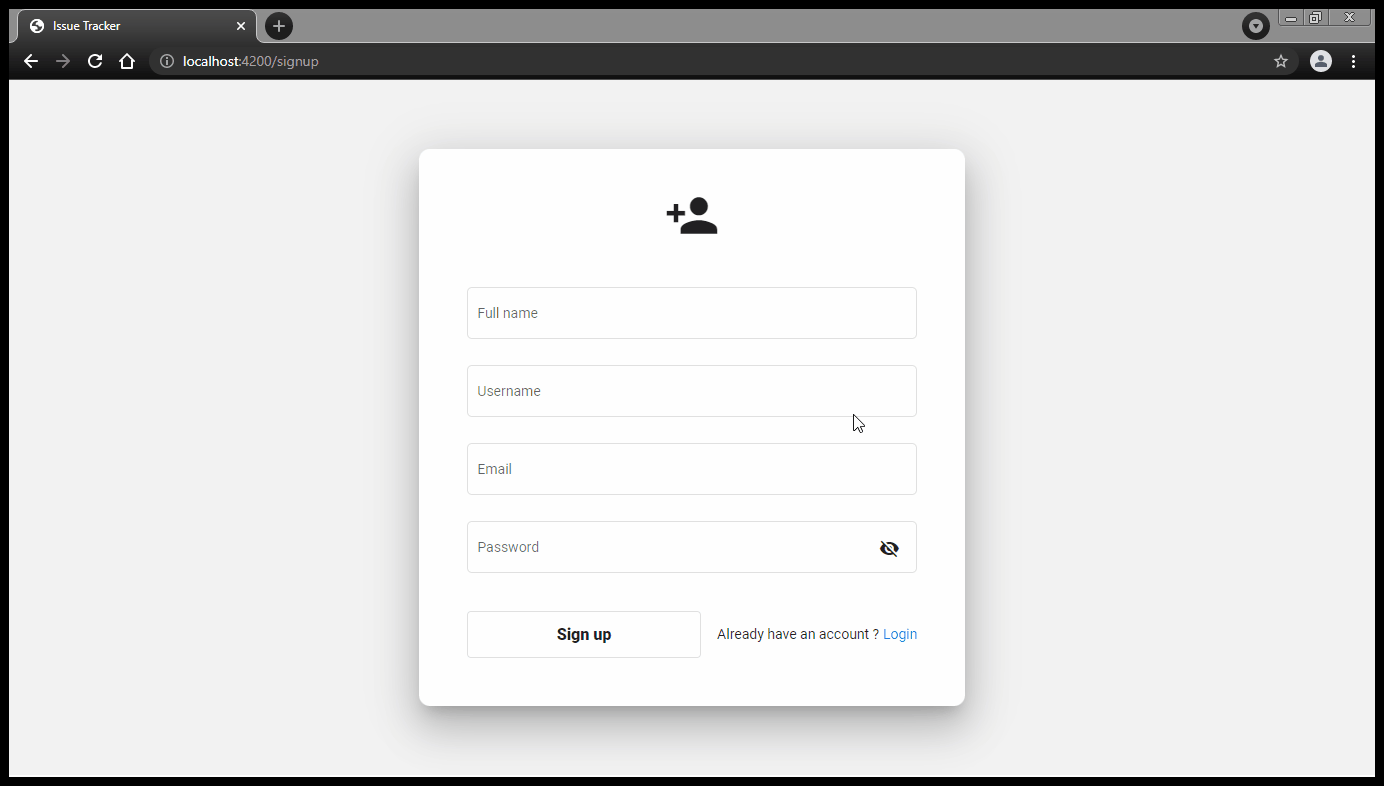 Issue Tracker
localhost:4200/signup
Full name
Username
Email
Password
Sign up
Already have an account ? Login